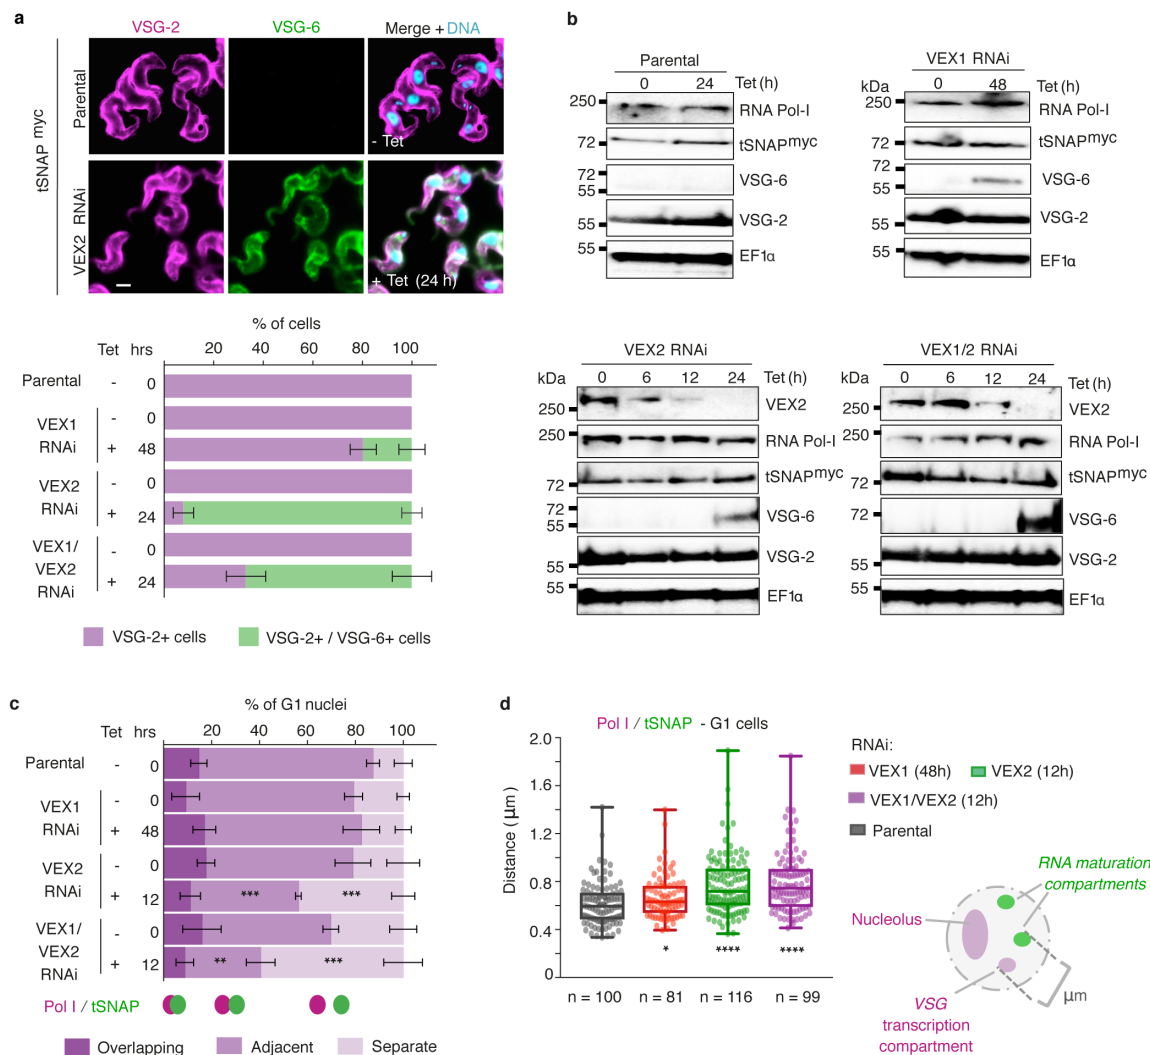 a
VSG-2 VSG-6 Merge + DNA
tSNAP myc
Parental
- Tet
VEX2 RNAi
+ Tet (24 h)
% of cells
Tet hrs 20 40 60 80 100
Parental - 0
VEX1 RNAi - 0
+ 48
VEX2 RNAi - 0
+ 24
VEX1/ VEX2 RNAi - 0
+ 24
VSG-2+ cells VSG-2+ / VSG-6+ cells
b
Parental
0 24 Tet (h)
250 RNA Pol-I
72 tSNAPmyc
72 55 VSG-6
55 VSG-2
55 EF1α
VEX1 RNAi
kDa 0 48 Tet (h)
250 RNA Pol-I
72 tSNAPmyc
72 55 VSG-6
55 VSG-2
55 EF1α
VEX2 RNAi
kDa 0 6 12 24 Tet (h)
250 VEX2
250 RNA Pol-I
72 tSNAPmyc
72 55 VSG-6
55 VSG-2
55 EF1α
VEX1/2 RNAi
kDa 0 6 12 24 Tet (h)
250 VEX2
250 RNA Pol-I
72 tSNAPmyc
72 VSG-6
55 VSG-2
55 EF1α
c
% of G1 nuclei
Tet hrs 20 40 60 80 100
Parental - 0
VEX1 RNAi - 0
+ 48
VEX2 RNAi - 0
+ 12 *** ***
VEX1/ VEX2 RNAi - 0
+ 12 ** ***
Pol I / tSNAP
Overlapping Adjacent Separate
d
Pol I / tSNAP - G1 cells
Distance (μm)
2.0
1.6
1.2
0.8
0.4
0
* **** ****
n = 100 n = 81 n = 116 n = 99
RNAi:
VEX1 (48h) VEX2 (12h)
VEX1/VEX2 (12h)
Parental
RNA maturation
compartments
Nucleolus
μm
VSG
transcription
compartment